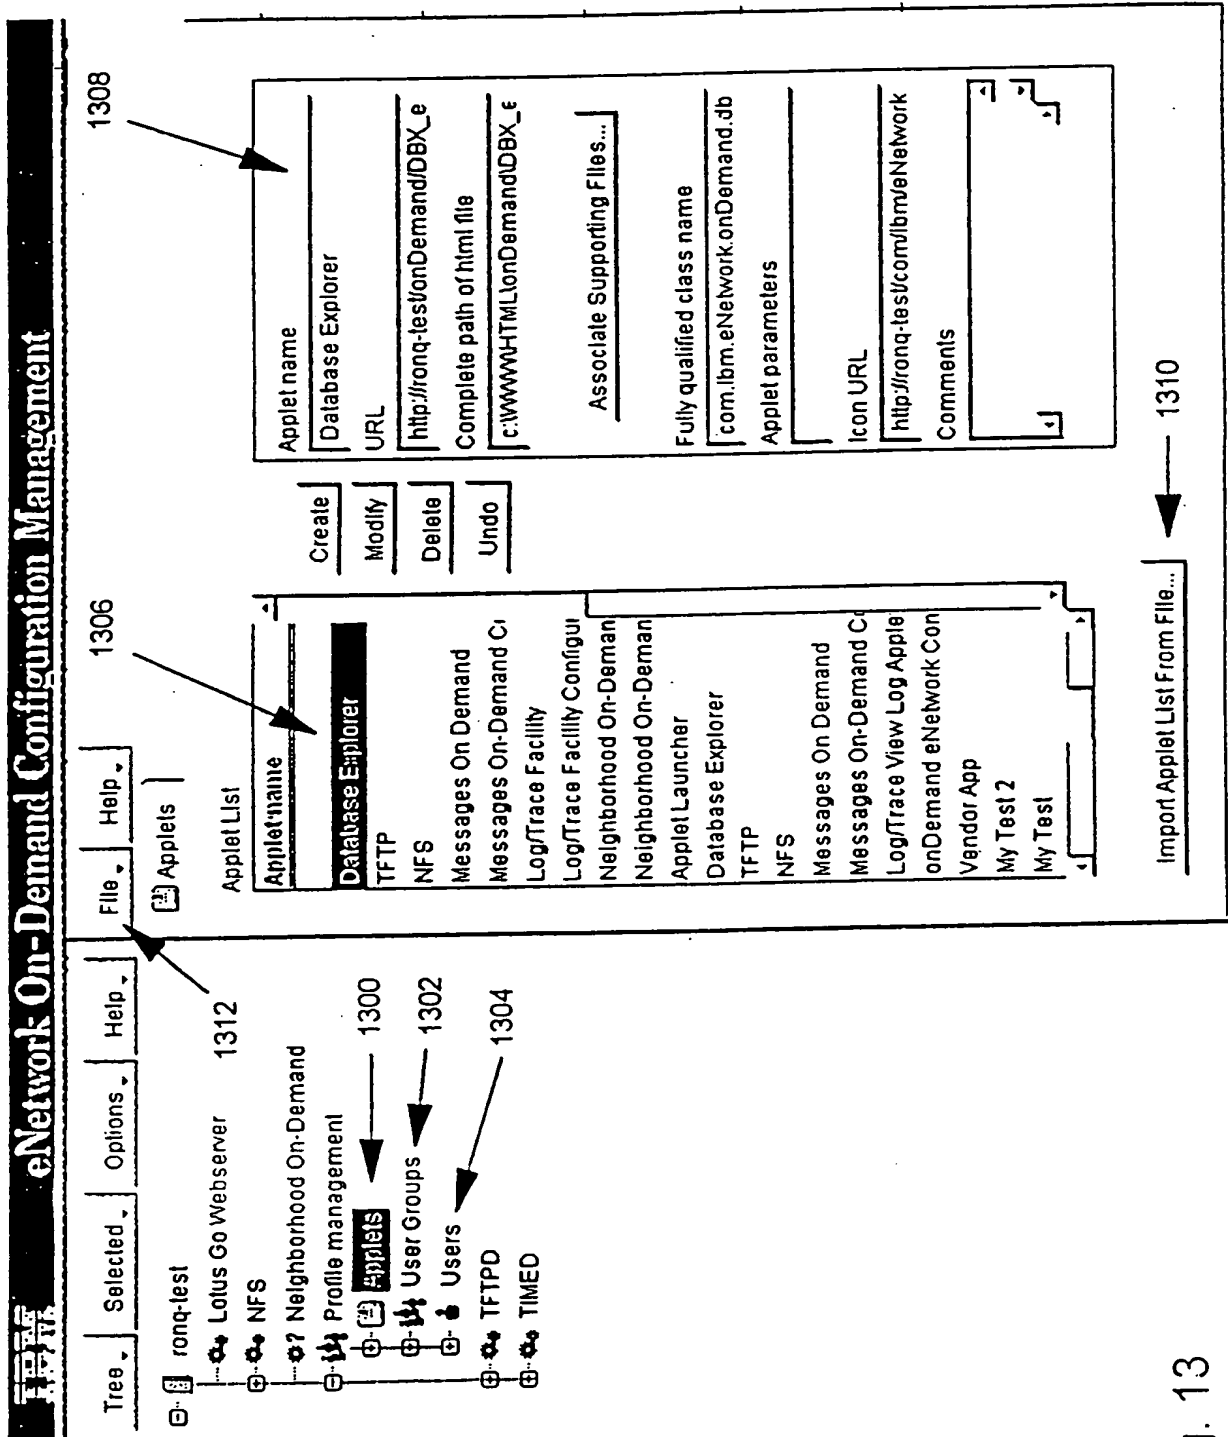 IBM
eNetwork On-Demand Configuration Management
Tree
Selected
Options
Help
ronq-test
Lotus Go Webserver
NFS
? Neighborhood On-Demand
Profile management
Applets
User Groups
Users
TFTPD
TIMED
1312
1300
1302
1304
File
Help
Applets
Applet List
Applet name
Database Explorer
TFTP
NFS
Messages On Demand
Messages On-Demand C
Log/Trace Facility
Log/Trace Facility Configu
Neighborhood On-Deman
Neighborhood On-Deman
Applet Launcher
Database Explorer
TFTP
NFS
Messages On Demand
Messages On-Demand C
Log/Trace View Log Apple
onDemand eNetwork Con
Vendor App
My Test 2
My Test
Import Applet List From File...
1306
1310
Create
Modify
Delete
Undo
1308
Applet name
Database Explorer
URL
http://ronq-test/onDemand/DBX_e
Complete path of html file
c:\WWW\HTML\onDemand\DBX_e
Associate Supporting Files...
Fully qualified class name
com.ibm.eNetwork.onDemand.db
Applet parameters
Icon URL
http://ronq-test/com/ibm/eNetwork
Comments
. 13